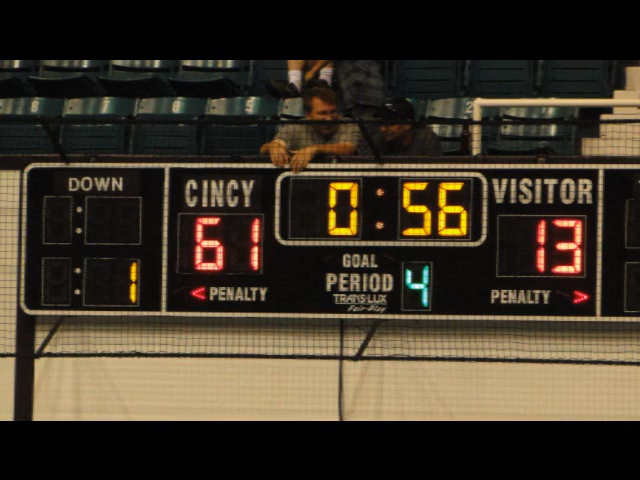 DOWN
CINCY
0:56
VISITOR
61
13
1
GOAL
PERIOD
4
< PENALTY
TRANS-LUX
Fair-Play
PENALTY >